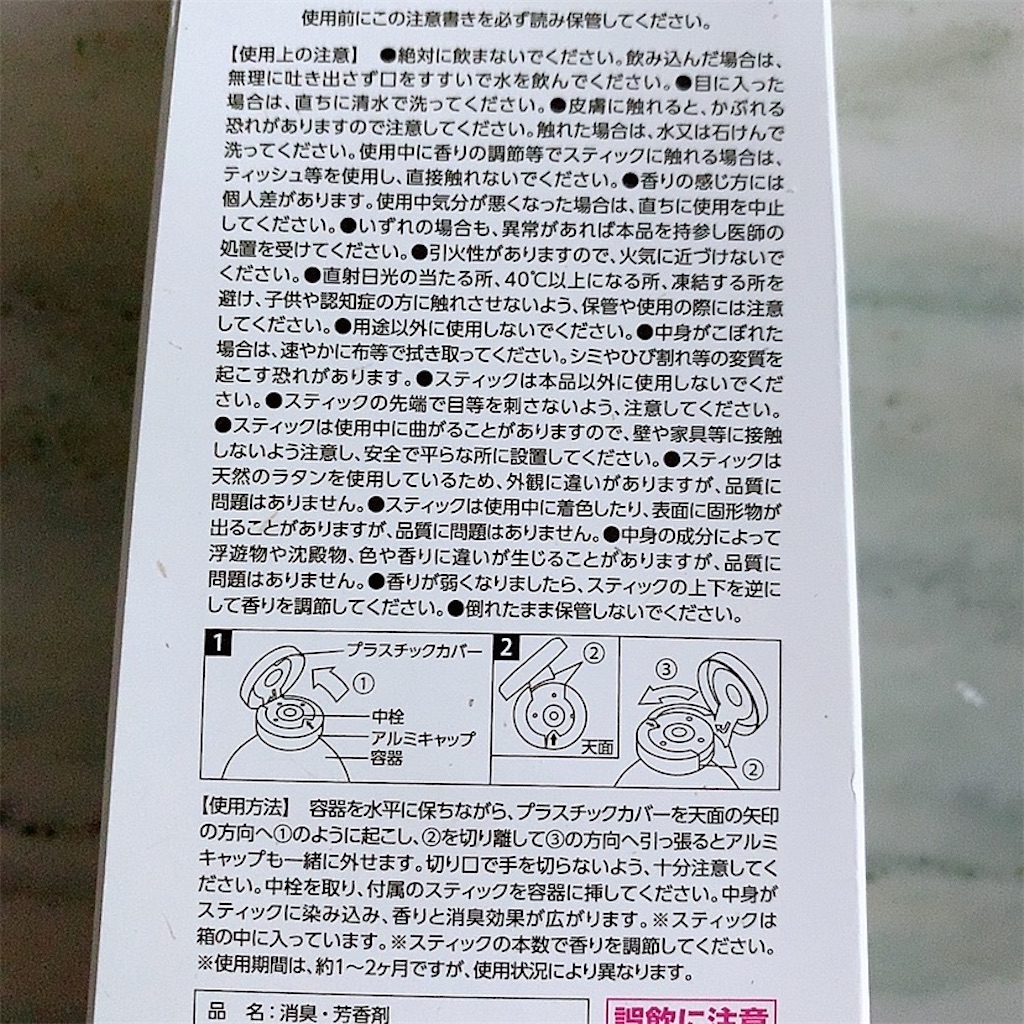 使用前にこの注意書きを必ず読み保管してください。
【使用上の注意】 ●絶対に飲まないでください。飲み込んだ場合は、
無理に吐き出さず口をすすいで水を飲んでください。●目に入った
場合は、直ちに清水で洗ってください。●皮膚に触れると、かぶれる
恐れがありますので注意してください。触れた場合は、水又は石けんで
洗ってください。使用中に香りの調節等でスティックに触れる場合は、
ティッシュ等を使用し、直接触れないでください。●香りの感じ方には
個人差があります。使用中気分が悪くなった場合は、直ちに使用を中止
してください。●いずれの場合も、異常があれば本品を持参し医師の
処置を受けてください。●引火性がありますので、火気に近づけないで
ください。●直射日光の当たる所、40℃以上になる所、凍結する所を
避け、子供や認知症の方に触れさせないよう、保管や使用の際には注意
してください。●用途以外に使用しないでください。●中身がこぼれた
場合は、速やかに布等で拭き取ってください。シミやひび割れ等の変質を
起こす恐れがあります。●スティックは本品以外に使用しないでくだ
さい。●スティックの先端で目等を刺さないよう、注意してください。
●スティックは使用中に曲がることがありますので、壁や家具等に接触
しないよう注意し、安全で平らな所に設置してください。●スティックは
天然のラタンを使用しているため、外観に違いがありますが、品質に
問題はありません。●スティックは使用中に着色したり、表面に固形物が
出ることがありますが、品質に問題はありません。●中身の成分によって
浮遊物や沈殿物、色や香りに違いが生じることがありますが、品質に
問題はありません。●香りが弱くなりましたら、スティックの上下を逆に
して香りを調節してください。●倒れたまま保管しないでください。
1
プラスチックカバー
①
中栓
アルミキャップ
容器
2
②
天面
③
②
【使用方法】 容器を水平に保ちながら、プラスチックカバーを天面の矢印
の方向へ①のように起こし、②を切り離して③の方向へ引っ張るとアルミ
キャップも一緒に外せます。切り口で手を切らないよう、十分注意してく
ださい。中栓を取り、付属のスティックを容器に挿してください。中身が
スティックに染み込み、香りと消臭効果が広がります。※スティックは
箱の中に入っています。※スティックの本数で香りを調節してください。
※使用期間は、約1～2ヶ月ですが、使用状況により異なります。
品 名：消臭・芳香剤
誤飲に注意